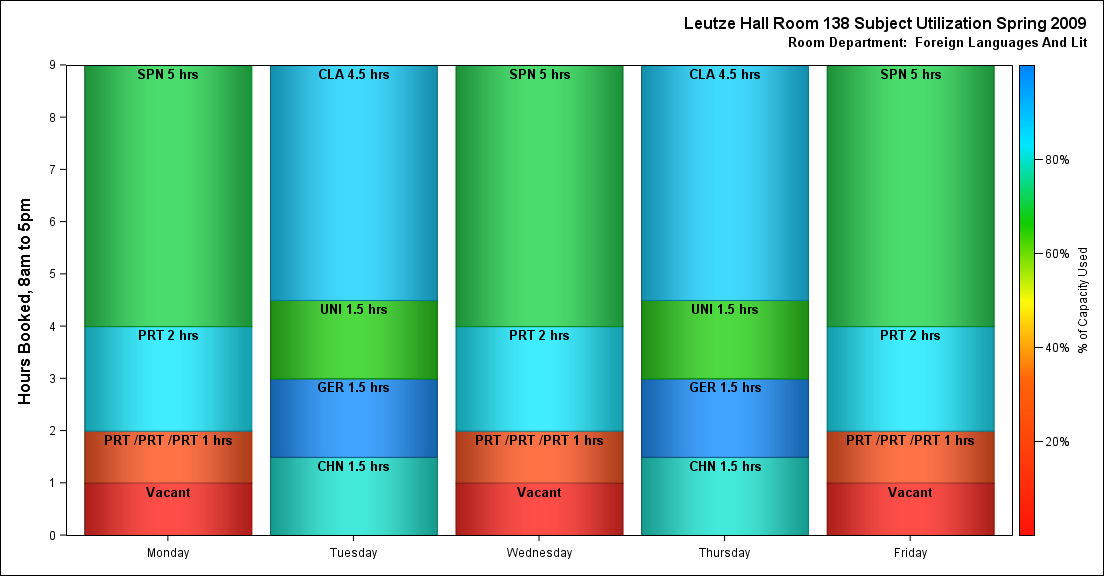 Leutze Hall Room 138 Subject Utilization Spring 2009
Room Department:  Foreign Languages And Lit
Hours Booked, 8am to 5pm
9
8
7
6
5
4
3
2
1
0
SPN 5 hrs
PRT 2 hrs
PRT /PRT /PRT 1 hrs
Vacant
Monday
CLA 4.5 hrs
UNI 1.5 hrs
GER 1.5 hrs
CHN 1.5 hrs
Tuesday
SPN 5 hrs
PRT 2 hrs
PRT /PRT /PRT 1 hrs
Vacant
Wednesday
CLA 4.5 hrs
UNI 1.5 hrs
GER 1.5 hrs
CHN 1.5 hrs
Thursday
SPN 5 hrs
PRT 2 hrs
PRT /PRT /PRT 1 hrs
Vacant
Friday
80%
60%
40%
20%
% of Capacity Used